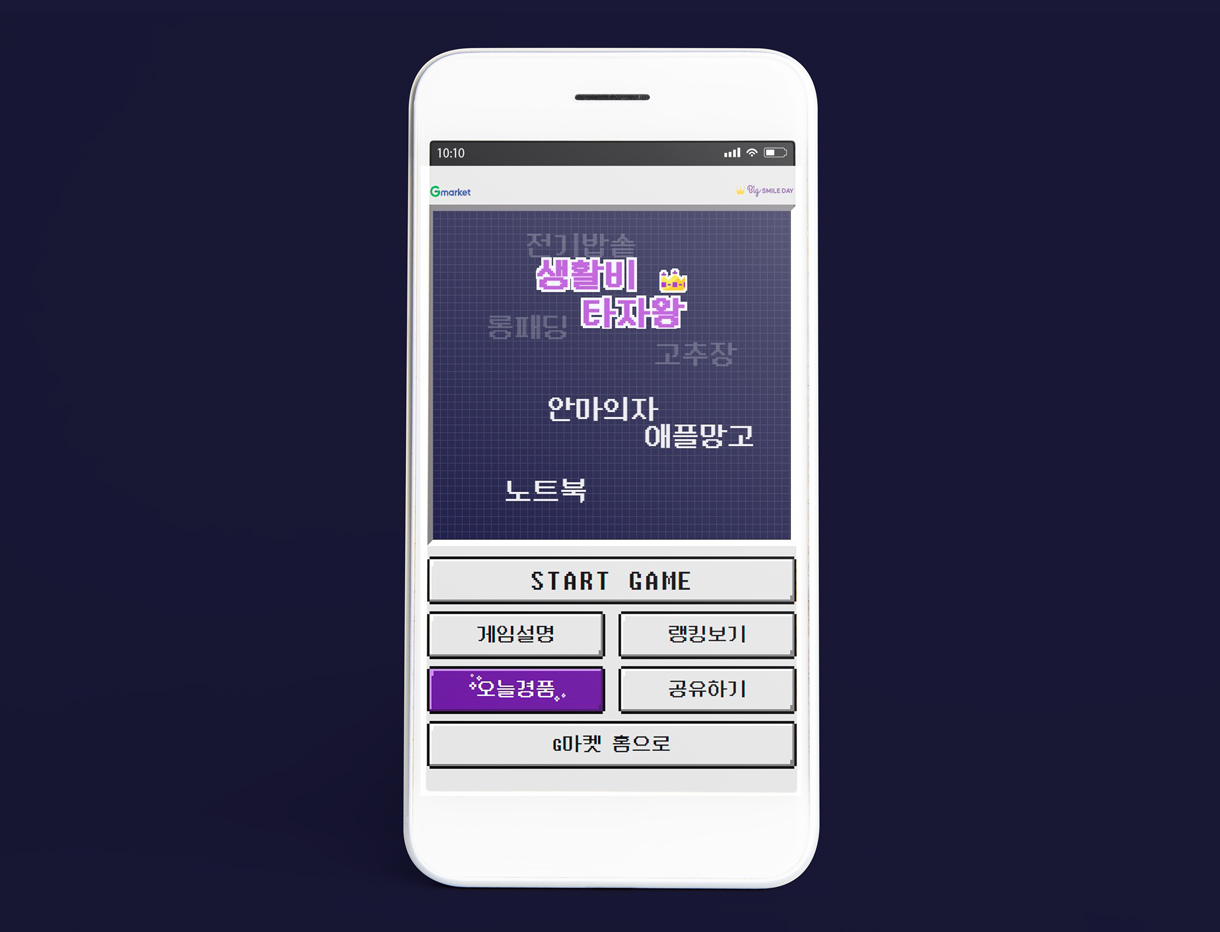 10:10
Gmarket
Big SMILE DAY
전기밥솥
생활비
타자왕
롱패딩
고추장
안마의자
애플망고
노트북
START GAME
게임설명
랭킹보기
오늘경품
공유하기
G마켓 홈으로